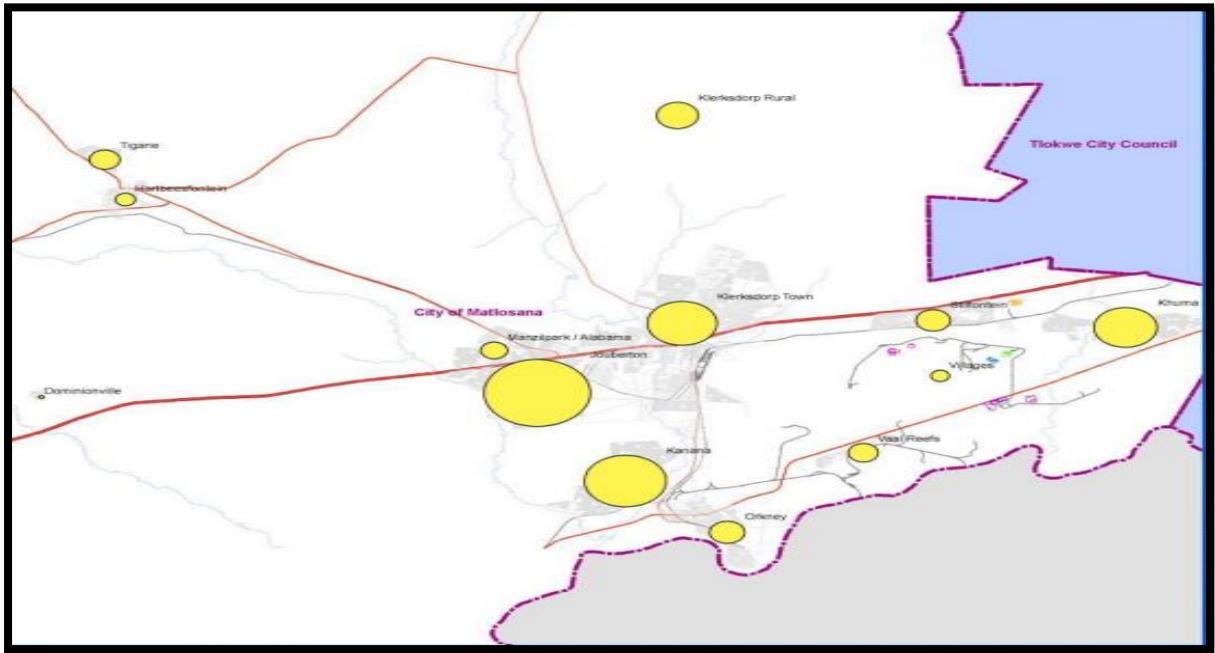 Klerksdorp Rural
Tlokwe City Council
Tigane
Hartbeesfontein
Klerksdorp Town
Stilfontein
Khuma
City of Matlosana
Manzilpark / Alabama
Jouberton
Villages
Dominionville
Vaal Reefs
Kanana
Orkney